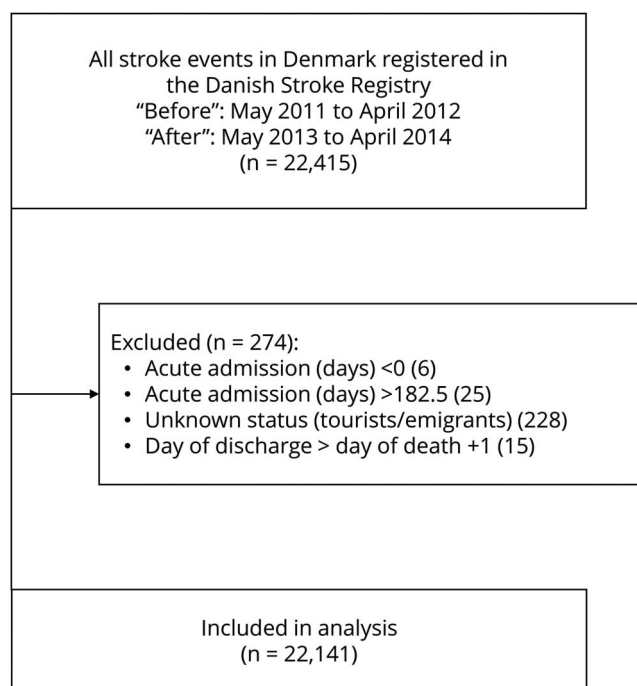 All stroke events in Denmark registered in
the Danish Stroke Registry
“Before”: May 2011 to April 2012
“After”: May 2013 to April 2014
(n = 22,415)
Excluded (n = 274):
• Acute admission (days) <0 (6)
• Acute admission (days) >182.5 (25)
• Unknown status (tourists/emigrants) (228)
• Day of discharge > day of death +1 (15)
Included in analysis
(n = 22,141)